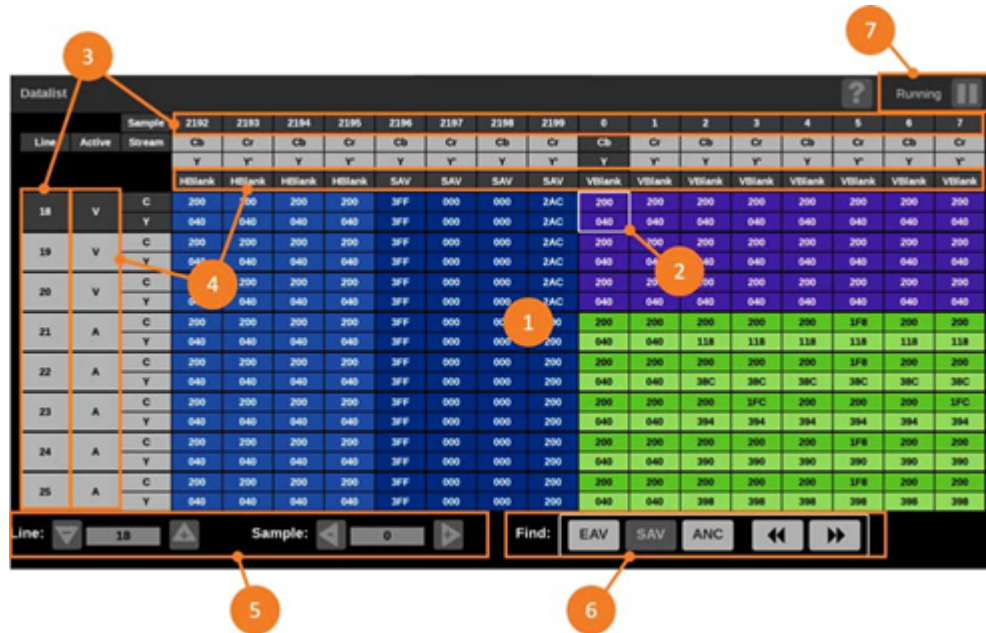 7
3
Datalist ? Running
Sample 2192 2193 2194 2195 2196 2197 2198 2199 0 1 2 3 4 5 6 7
Line Active Stream Cb Cr Cb Cr Cb Cr Cb Cr Cb Cr Cb Cr Cb Cr Cb Cr
Y Y' Y Y' Y Y' Y Y' Y Y' Y Y' Y Y' Y Y'
HBlank HBlank HBlank HBlank SAV SAV SAV SAV VBlank VBlank VBlank VBlank VBlank VBlank VBlank VBlank
18 V C 200 200 200 200 3FF 000 000 2AC 200 200 200 200 200 200 200 200
Y 040 040 040 040 3FF 000 000 2AC 040 040 040 040 040 040 040 040
19 V C 200 200 200 200 3FF 000 000 2AC 200 200 200 200 200 200 200 200
Y 040 040 040 3FF 000 000 2AC 040 040 040 040 040 040 040
4
2
20 V C 200 200 200 3FF 000 000 2AC 200 200 200 200 200 200 200
Y 040 040 040 040 3FF 000 000 2AC 040 040 040 040 040 040 040 040
1
21 A C 200 200 200 200 3FF 000 200 200 200 200 200 1F8 200 200
Y 040 040 040 040 3FF 000 000 200 040 040 118 118 118 118 118 118
22 A C 200 200 200 200 3FF 000 000 200 200 200 200 200 200 1F8 200 200
Y 040 040 040 040 3FF 000 000 200 040 040 38C 38C 38C 38C 38C 38C
23 A C 200 200 200 200 3FF 000 000 200 200 200 200 1FC 200 200 200 1FC
Y 040 040 040 040 3FF 000 000 200 040 040 394 394 394 394 394 394
24 A C 200 200 200 200 3FF 000 000 200 200 200 200 200 200 1F8 200 200
Y 040 040 040 040 3FF 000 000 200 040 040 390 390 390 390 390 390
25 A C 200 200 200 200 3FF 000 000 200 200 200 200 200 200 1F8 200 200
Y 040 040 040 040 3FF 000 000 200 040 040 398 398 398 398 398 398
Line: 18 Sample: 0 Find: EAV SAV ANC
5
6